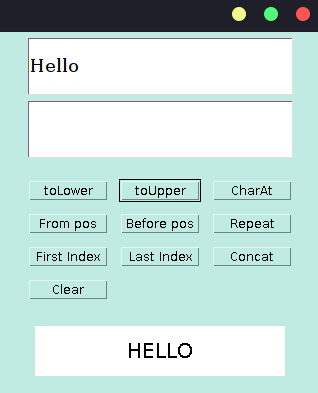 Hello
toLower toUpper CharAt
From pos Before pos Repeat
First Index Last Index Concat
Clear
HELLO